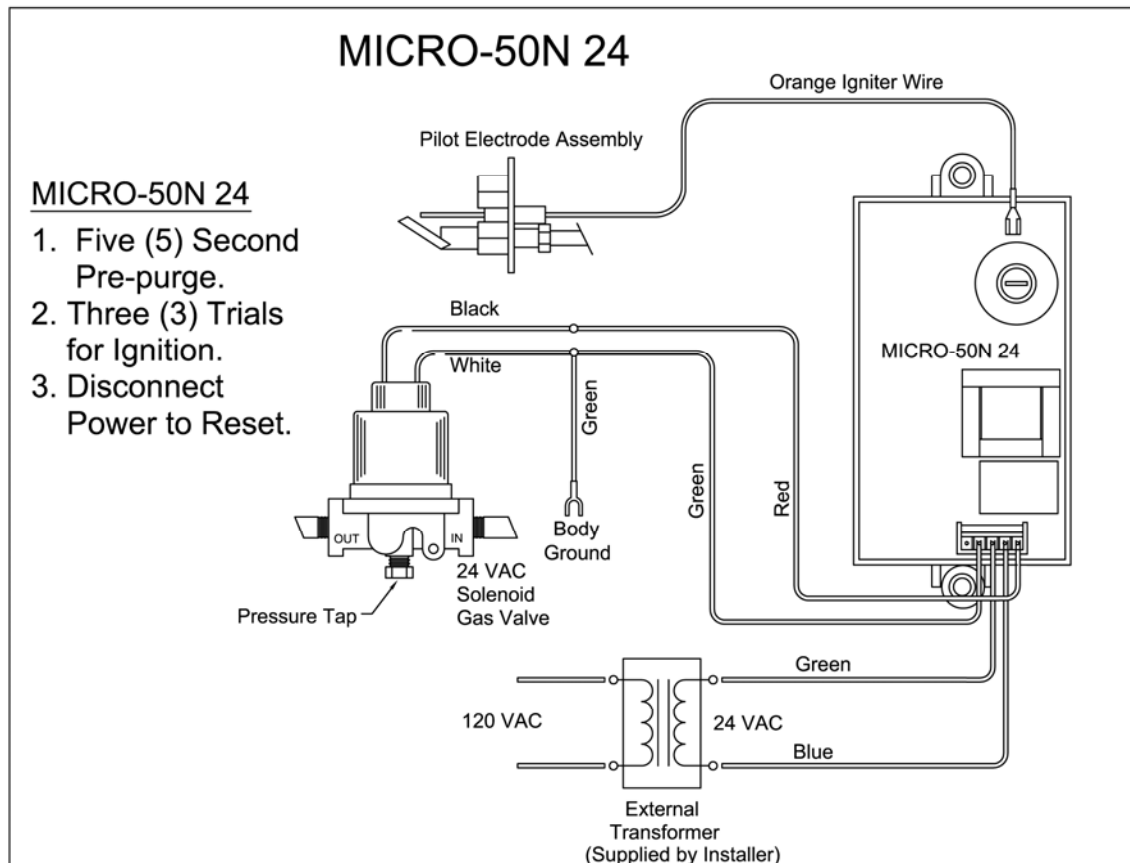 MICRO-50N 24
Orange Igniter Wire
Pilot Electrode Assembly
MICRO-50N 24
1. Five (5) Second
Pre-purge.
2. Three (3) Trials
for Ignition.
3. Disconnect
Power to Reset.
Black
White
Green
Green
Red
MICRO-50N 24
OUT
IN
Body
Ground
24 VAC
Solenoid
Gas Valve
Pressure Tap
Green
120 VAC
24 VAC
Blue
External
Transformer
(Supplied by Installer)